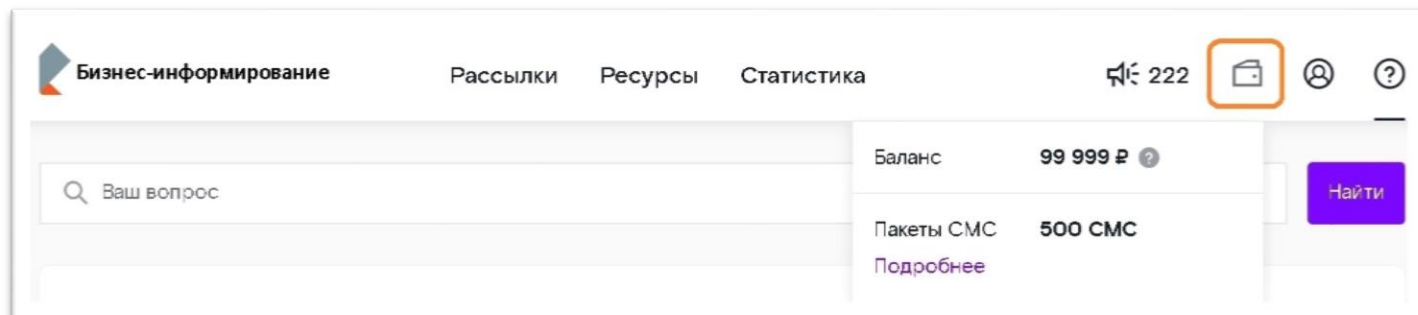 Бизнес-информирование Рассылки Ресурсы Статистика 222
Баланс 99 999 ₽
Ваш вопрос Найти
Пакеты СМС 500 СМС
Подробнее